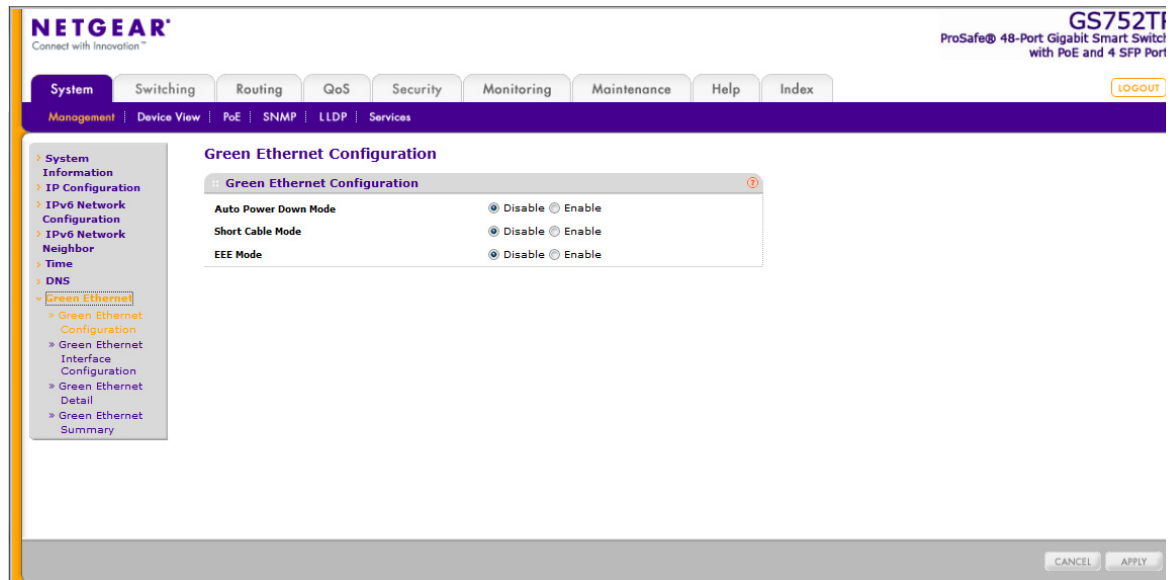 NETGEAR®
Connect with Innovation™
GS752TP
ProSafe® 48-Port Gigabit Smart Switch
with PoE and 4 SFP Port
System Switching Routing QoS Security Monitoring Maintenance Help Index
LOGOUT
Management Device View PoE SNMP LLDP Services
System
Information
IP Configuration
IPv6 Network
Configuration
IPv6 Network
Neighbor
Time
DNS
Green Ethernet
» Green Ethernet
Configuration
» Green Ethernet
Interface
Configuration
» Green Ethernet
Detail
» Green Ethernet
Summary
Green Ethernet Configuration
Green Ethernet Configuration
Auto Power Down Mode Disable Enable
Short Cable Mode Disable Enable
EEE Mode Disable Enable
CANCEL APPLY